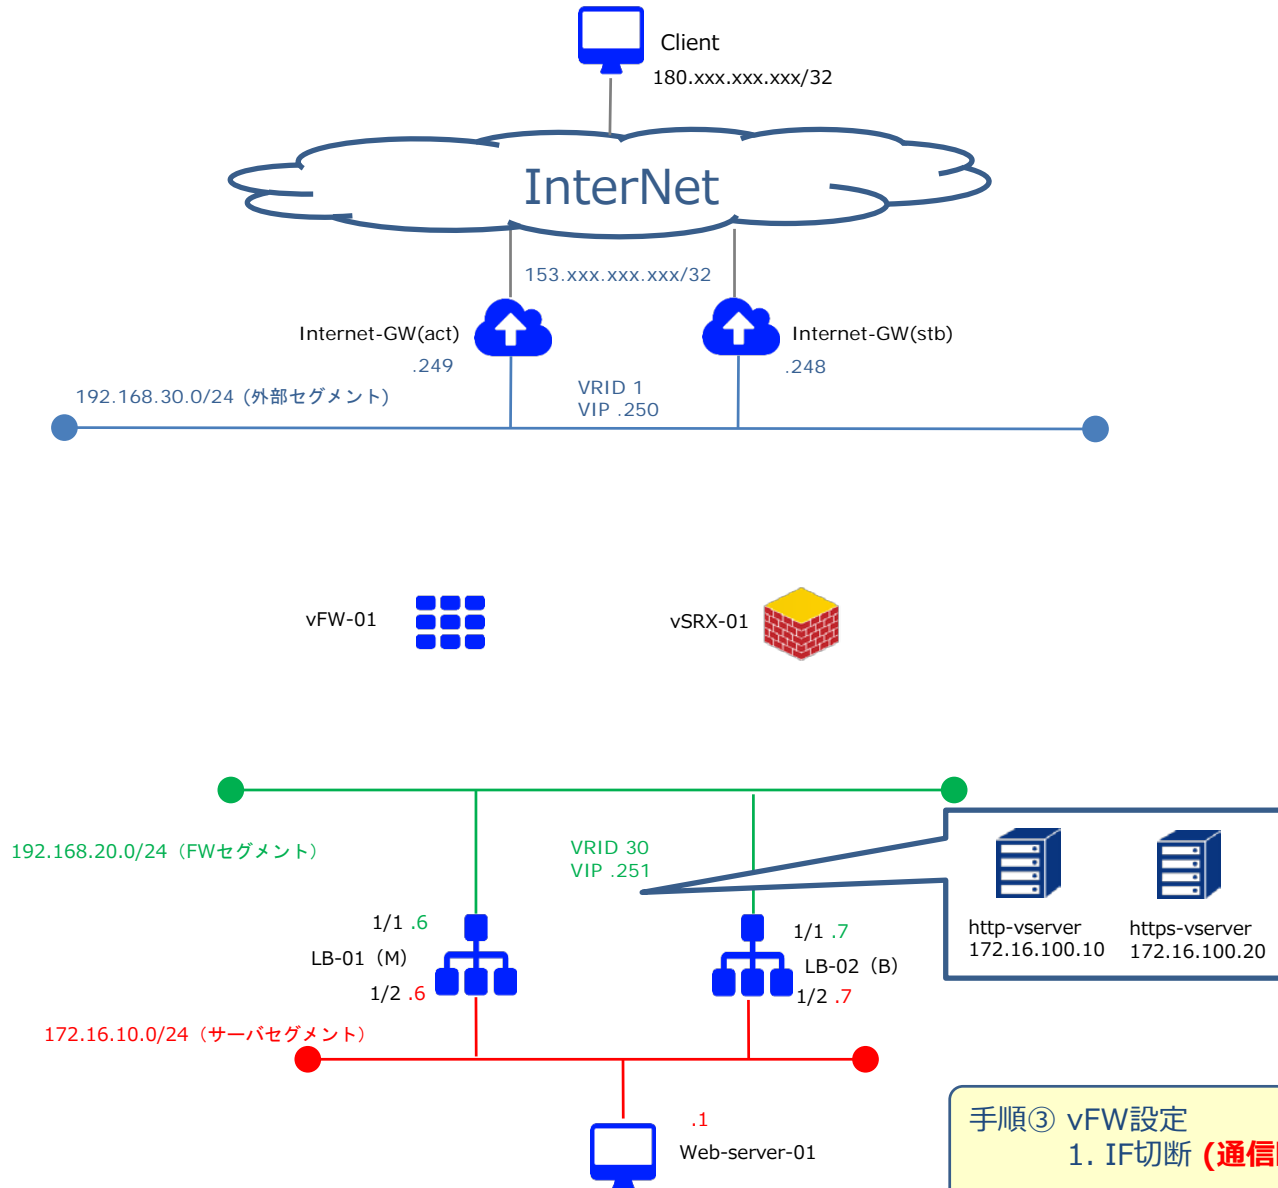 Client
180.xxx.xxx.xxx/32
InterNet
153.xxx.xxx.xxx/32
Internet-GW(act)
.249
Internet-GW(stb)
.248
192.168.30.0/24 (外部セグメント)
VRID 1
VIP .250
vFW-01
vSRX-01
192.168.20.0/24（FWセグメント）
VRID 30
VIP .251
1/1 .6
LB-01（M）
1/2 .6
1/1 .7
LB-02（B）
1/2 .7
http-vserver
172.16.100.10
https-vserver
172.16.100.20
172.16.10.0/24（サーバセグメント）
.1
Web-server-01
手順③ vFW設定
1. IF切断 (通信